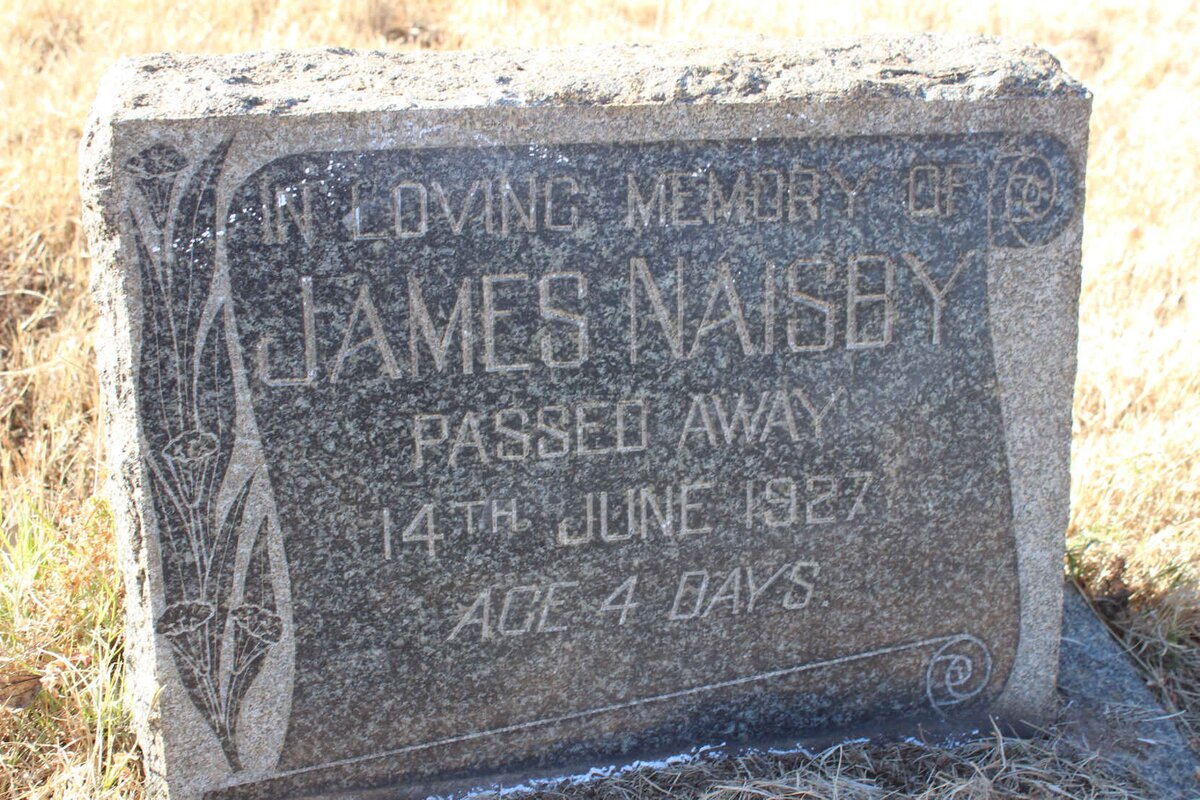 IN LOVING MEMORY OF
JAMES NAISBY
PASSED AWAY
14TH. JUNE 1927
AGE 4 DAYS.